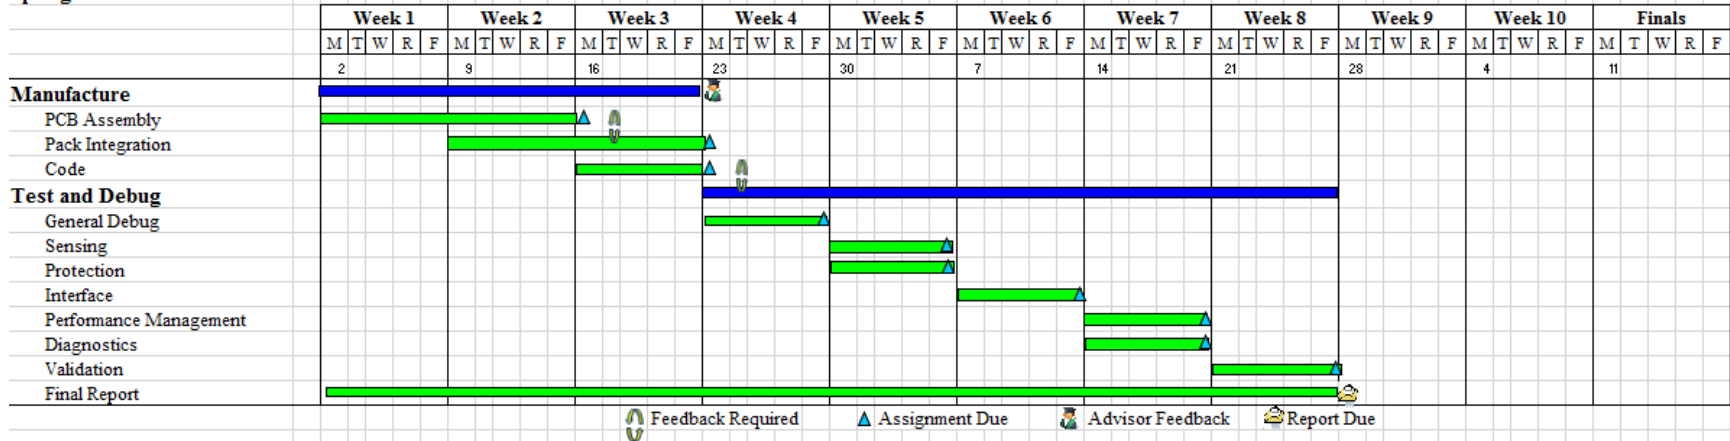 Week 1 Week 2 Week 3 Week 4 Week 5 Week 6 Week 7 Week 8 Week 9 Week 10 Finals
M T W R F M T W R F M T W R F M T W R F M T W R F M T W R F M T W R F M T W R F M T W R F M T W R F M T W R F
2 9 16 23 30 7 14 21 28 4 11
Manufacture
PCB Assembly
Pack Integration
Code
Test and Debug
General Debug
Sensing
Protection
Interface
Performance Management
Diagnostics
Validation
Final Report
Feedback Required Assignment Due Advisor Feedback Report Due